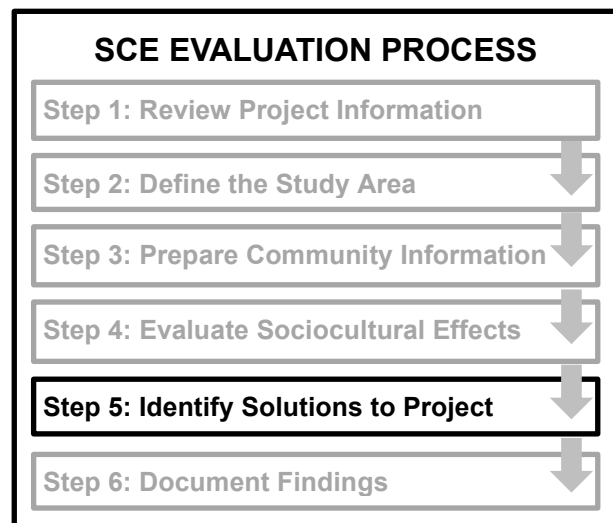 SCE EVALUATION PROCESS
Step 1: Review Project Information
Step 2: Define the Study Area
Step 3: Prepare Community Information
Step 4: Evaluate Sociocultural Effects
Step 5: Identify Solutions to Project
Step 6: Document Findings